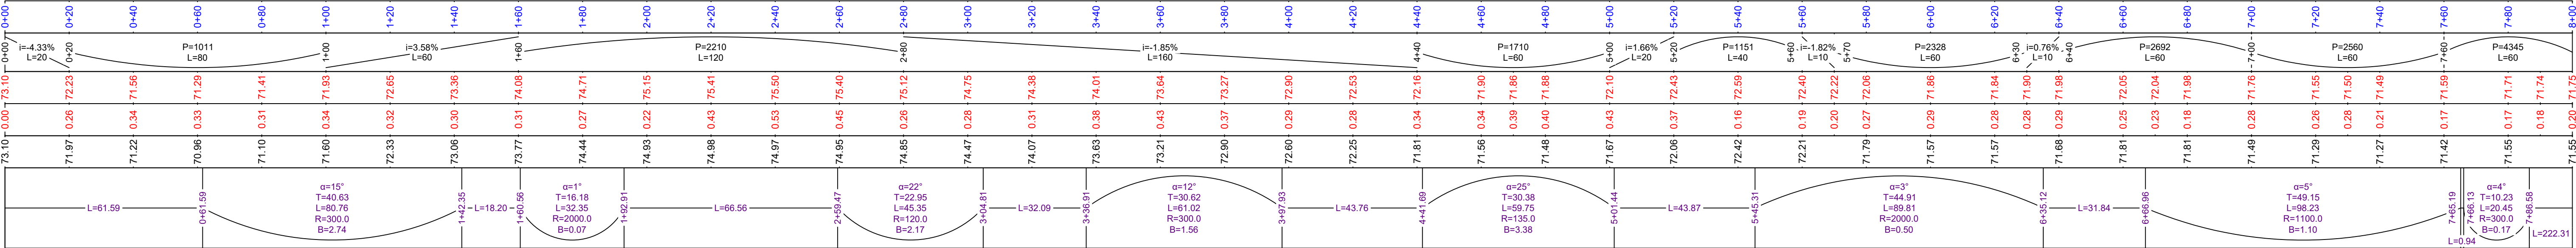 0+00 0+20 0+40 0+60 0+80 1+00 1+20 1+40 1+60 1+80 2+00 2+20 2+40 2+60 2+80 3+00 3+20 3+40 3+60 3+80 4+00 4+20 4+40 4+60 4+80 5+00 5+20 5+40 5+60 5+80 6+00 6+20 6+40 6+60 6+80 7+00 7+20 7+40 7+60 7+80 8+00
0+00
i=-4.33%
L=20
0+20
P=1011
L=80
1+00
i=3.58%
L=60
1+60
P=2210
L=120
2+80
i=-1.85%
L=160
4+40
P=1710
L=60
5+00
i=1.66%
L=20
5+20
P=1151
L=40
5+60
i=-1.82%
L=10
5+70
P=2328
L=60
6+30
i=0.76%
L=10
6+40
P=2692
L=60
7+00
P=2560
L=60
7+60
P=4345
L=60
73.10 72.23 71.56 71.29 71.41 71.93 72.65 73.36 74.08 74.71 75.15 75.41 75.50 75.40 75.12 74.75 74.38 74.01 73.64 73.27 72.90 72.53 72.16 71.90 71.86 71.88 72.10 72.43 72.59 72.40 72.22 72.06 71.86 71.84 71.90 71.98 72.05 72.04 71.98 71.76 71.55 71.50 71.49 71.59 71.71 71.74 71.75
0.00 0.26 0.34 0.33 0.31 0.34 0.32 0.30 0.31 0.27 0.22 0.43 0.53 0.45 0.26 0.28 0.31 0.38 0.43 0.37 0.29 0.28 0.34 0.34 0.39 0.40 0.43 0.37 0.16 0.19 0.20 0.27 0.29 0.28 0.28 0.29 0.25 0.23 0.18 0.28 0.26 0.28 0.21 0.17 0.17 0.18 0.20
73.10 71.97 71.22 70.96 71.10 71.60 72.33 73.06 73.77 74.44 74.93 74.98 74.97 74.95 74.85 74.47 74.07 73.63 73.21 72.90 72.60 72.25 71.81 71.56 71.48 71.67 72.06 72.42 72.21 71.79 71.57 71.57 71.68 71.81 71.81 71.49 71.29 71.27 71.42 71.55 71.55
L=61.59
0+61.59
α=15°
T=40.63
L=80.76
R=300.0
B=2.74
1+42.35
L=18.20
1+60.56
α=1°
T=16.18
L=32.35
R=2000.0
B=0.07
1+92.91
L=66.56
2+59.47
α=22°
T=22.95
L=45.35
R=120.0
B=2.17
3+04.81
L=32.09
3+36.91
α=12°
T=30.62
L=61.02
R=300.0
B=1.56
3+97.93
L=43.76
4+41.69
α=25°
T=30.38
L=59.75
R=135.0
B=3.38
5+01.44
L=43.87
5+45.31
α=3°
T=44.91
L=89.81
R=2000.0
B=0.50
6+35.12
L=31.84
6+66.96
α=5°
T=49.15
L=98.23
R=1100.0
B=1.10
7+65.19
L=0.94
7+66.13
α=4°
T=10.23
L=20.45
R=300.0
B=0.17
7+86.58
L=222.31